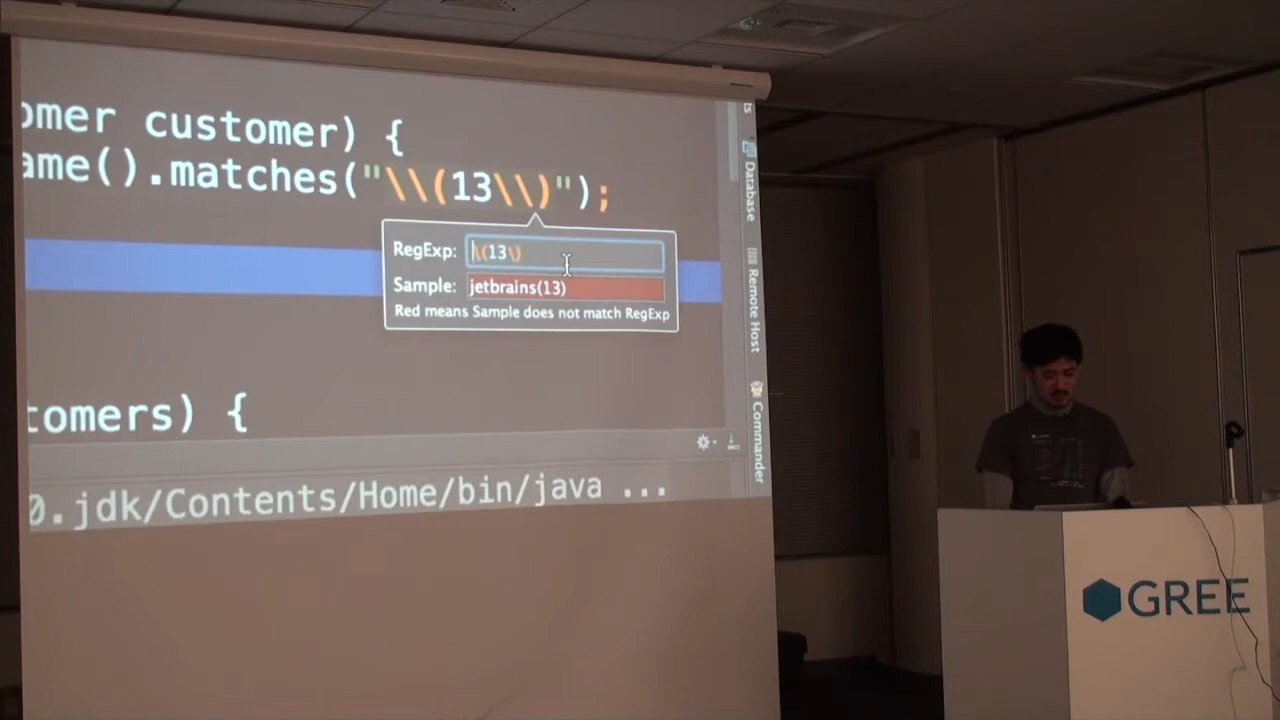 omer customer) {
ame().matches("\\(13\\)");
RegExp: \(13\)
Sample: jetbrains(13)
Red means Sample does not match RegExp
tomers) {
0.jdk/Contents/Home/bin/java ...
ts
Database
Remote Host
Commander
GREE